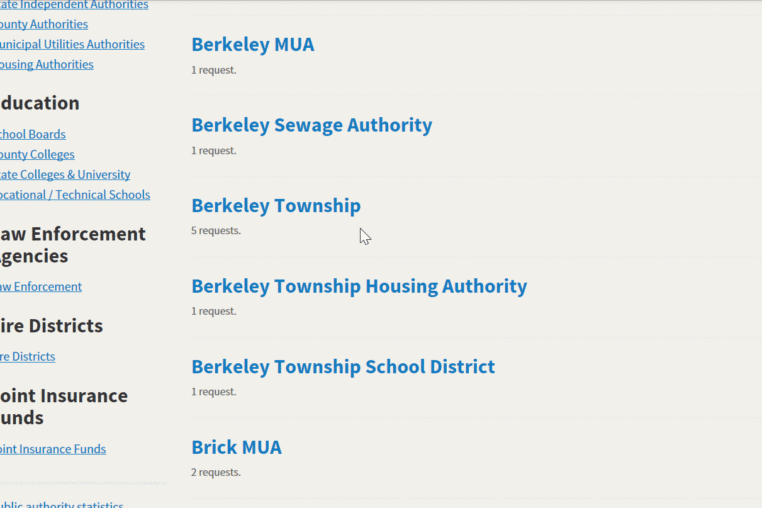 ate Independent Authorities
ounty Authorities
unicipal Utilities Authorities
ousing Authorities
ducation
chool Boards
ounty Colleges
ate Colleges & University
ocational / Technical Schools
aw Enforcement
gencies
aw Enforcement
ire Districts
re Districts
oint Insurance
unds
oint Insurance Funds
ublic authority statistics
Berkeley MUA
1 request.
Berkeley Sewage Authority
1 request.
Berkeley Township
5 requests.
Berkeley Township Housing Authority
1 request.
Berkeley Township School District
1 request.
Brick MUA
2 requests.